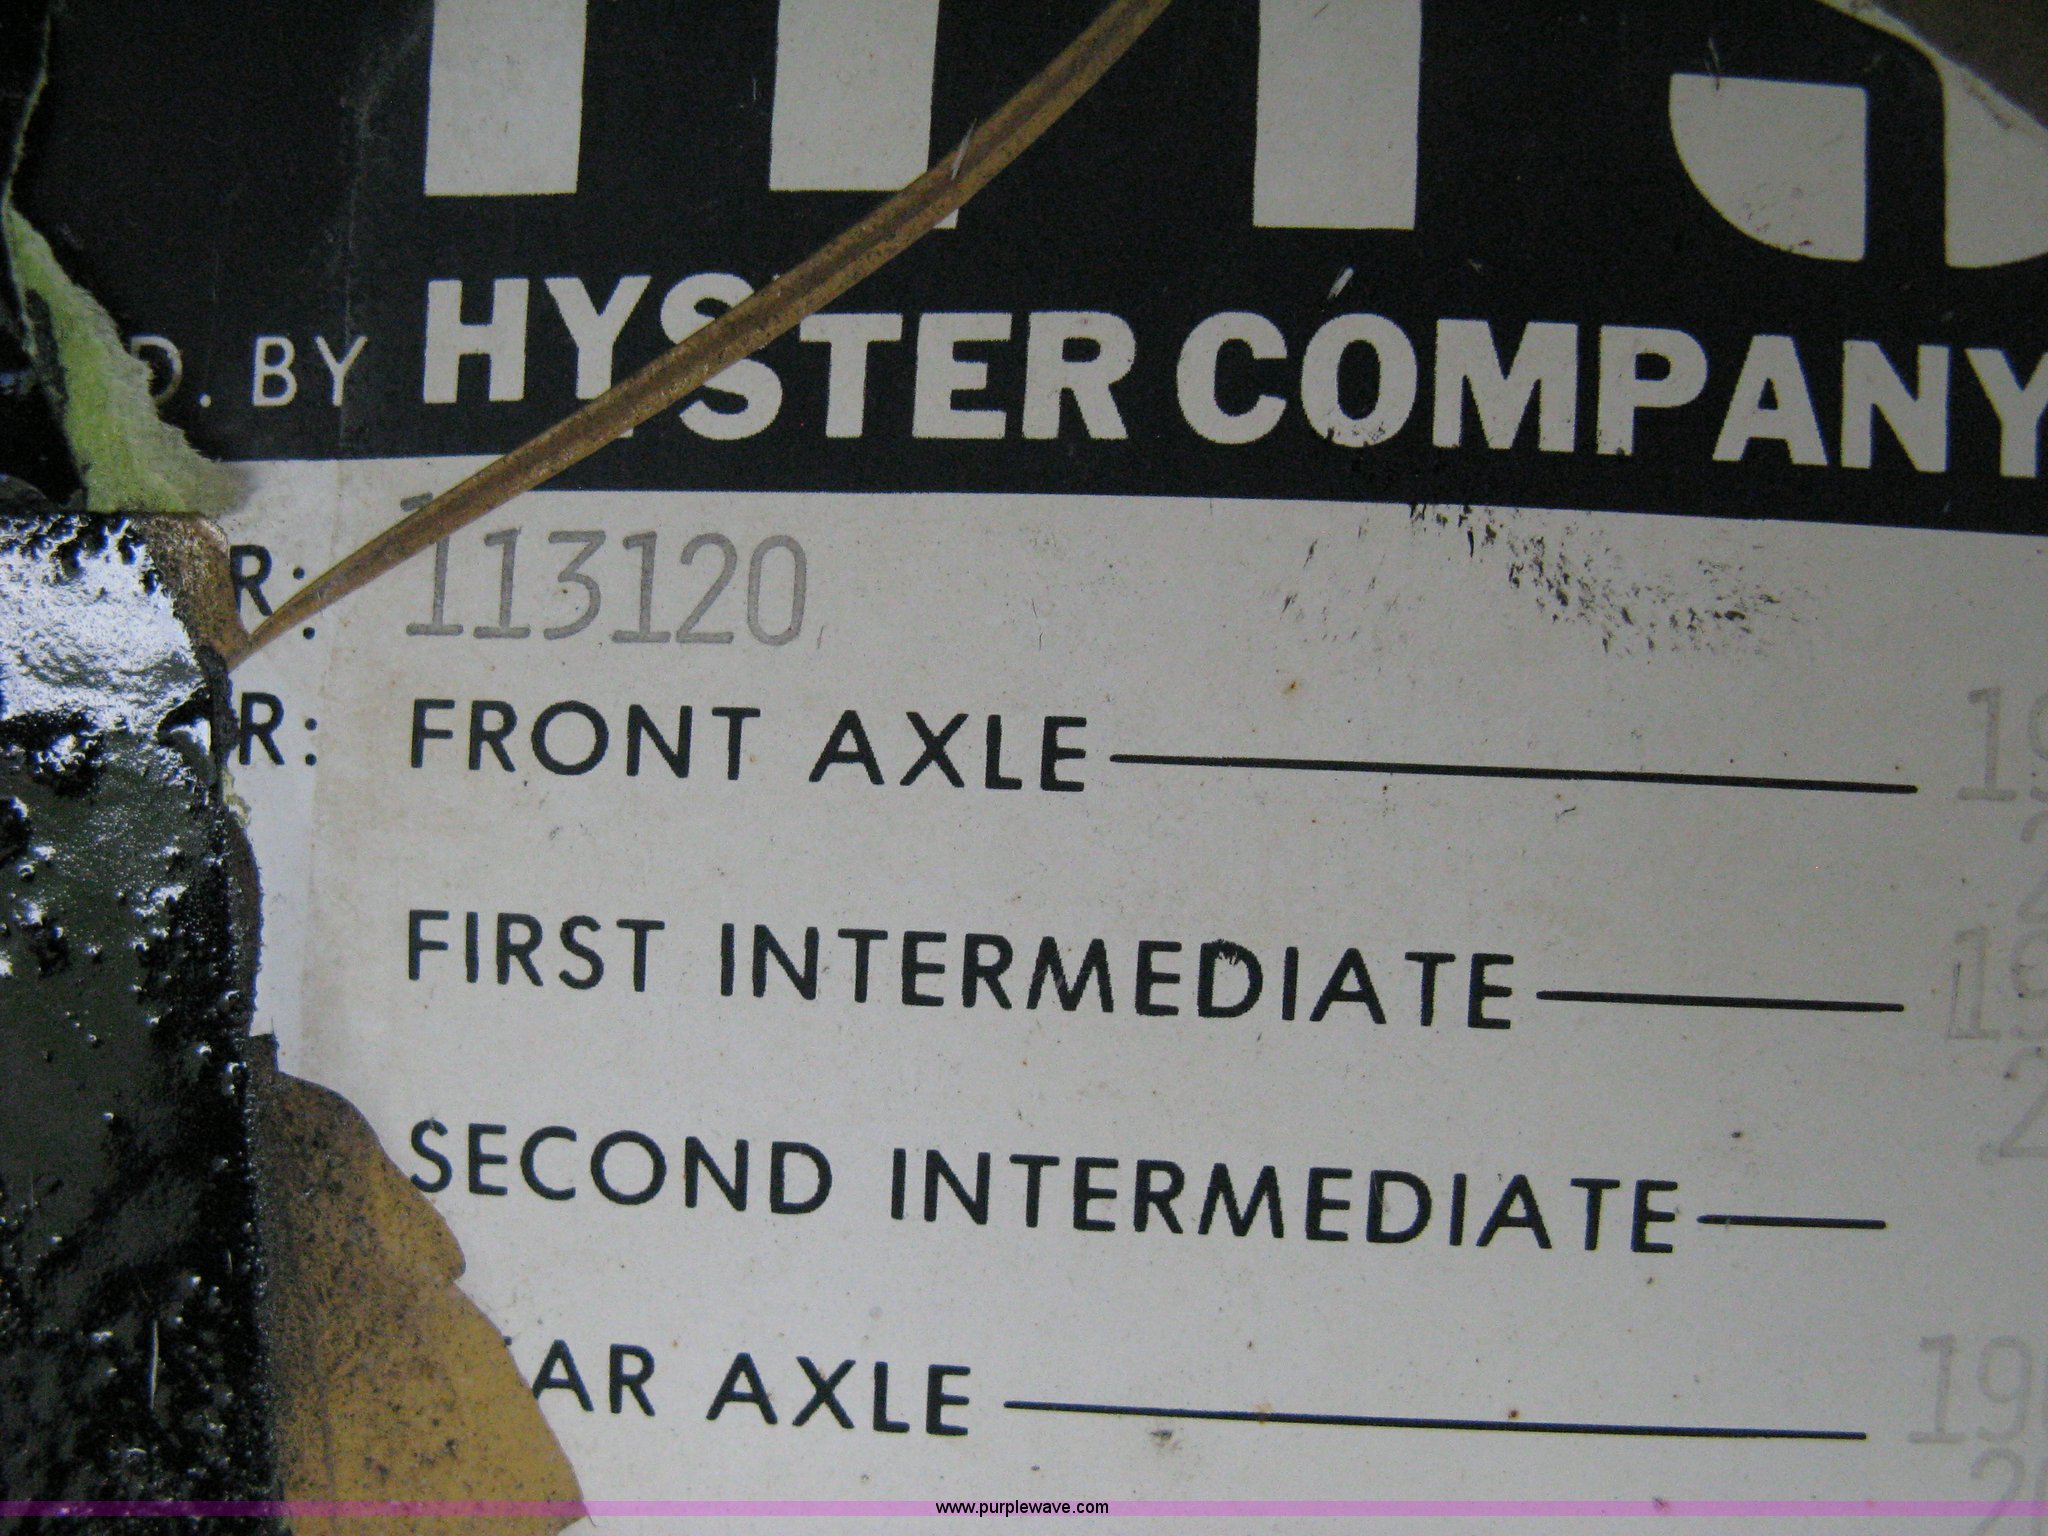 D. BY HYSTER COMPANY
R: 113120
R: FRONT AXLE
FIRST INTERMEDIATE
SECOND INTERMEDIATE
AR AXLE
www.purplewave.com